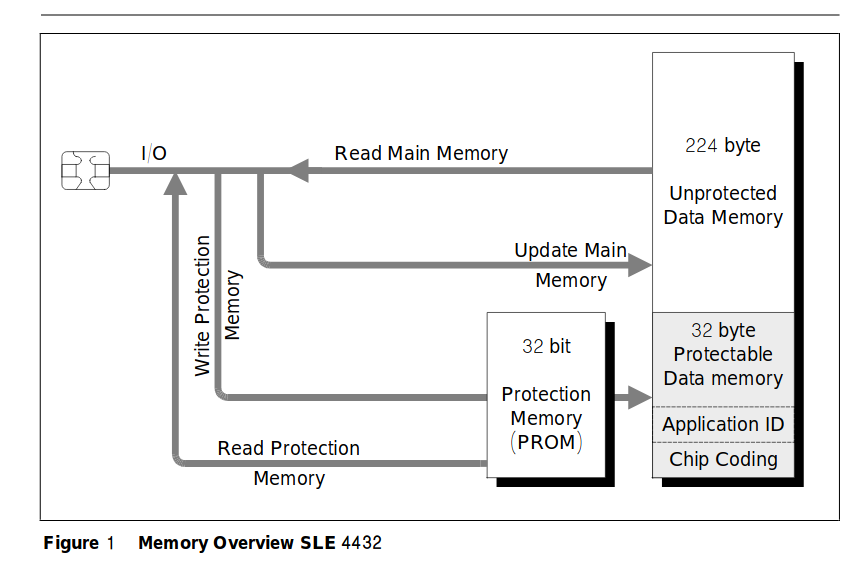 I/O
Read Main Memory
224 byte
Unprotected
Data Memory
Update Main
Memory
Write Protection
Memory
32 bit
Protection
Memory
(PROM)
32 byte
Protectable
Data memory
Application ID
Chip Coding
Read Protection
Memory
Figure 1 Memory Overview SLE 4432